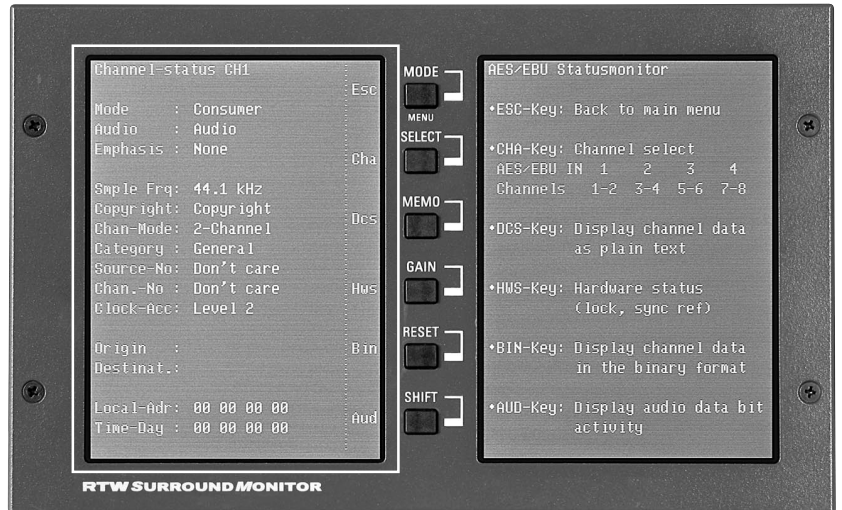 Channel-status CH1
Esc
Mode : Consumer
Audio : Audio
Emphasis : None
Cha
Smple Frq: 44.1 kHz
Copyright: Copyright
Chan-Mode: 2-Channel
Dcs
Category : General
Source-No: Don't care
Chan.-No : Don't care
Hws
Clock-Acc: Level 2
Origin :
Bin
Destinat.:
Local-Adr: 00 00 00 00
Aud
Time-Day : 00 00 00 00
RTW SURROUNDMONITOR
MODE
MENU
SELECT
MEMO
GAIN
RESET
SHIFT
AES/EBU Statusmonitor
•ESC-Key: Back to main menu
•CHA-Key: Channel select
AES/EBU IN 1 2 3 4
Channels 1-2 3-4 5-6 7-8
•DCS-Key: Display channel data
as plain text
•HWS-Key: Hardware status
(lock, sync ref)
•BIN-Key: Display channel data
in the binary format
•AUD-Key: Display audio data bit
activity